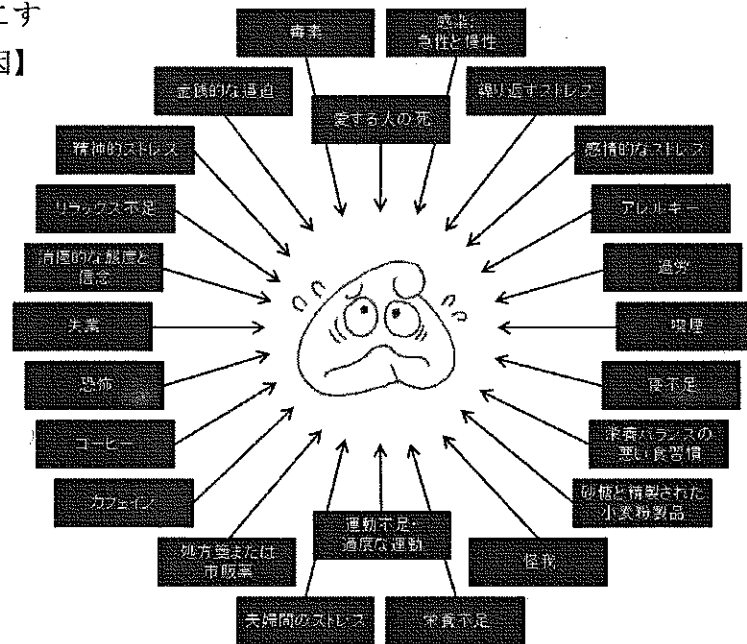 こす
因】
毒素
感染・
急性と慢性
金銭的な逼迫
愛する人の死
繰り返すストレス
精神的ストレス
感情的なストレス
リラックス不足
アレルギー
消極的な態度と
信念
過労
失業
喫煙
恐怖
寝不足
コーヒー
栄養バランスの
悪い食習慣
カフェイン
砂糖と精製された
小麦粉製品
処方薬または
市販薬
運動不足・
過度な運動
怪我
夫婦間のストレス
栄養不足